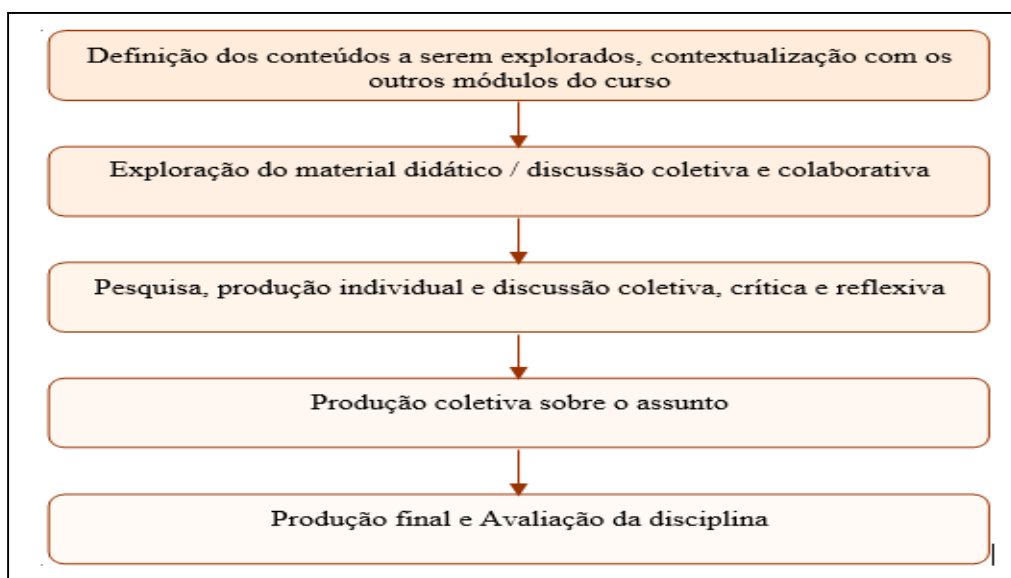 Definição dos conteúdos a serem explorados, contextualização com os
outros módulos do curso
Exploração do material didático / discussão coletiva e colaborativa
Pesquisa, produção individual e discussão coletiva, crítica e reflexiva
Produção coletiva sobre o assunto
Produção final e Avaliação da disciplina